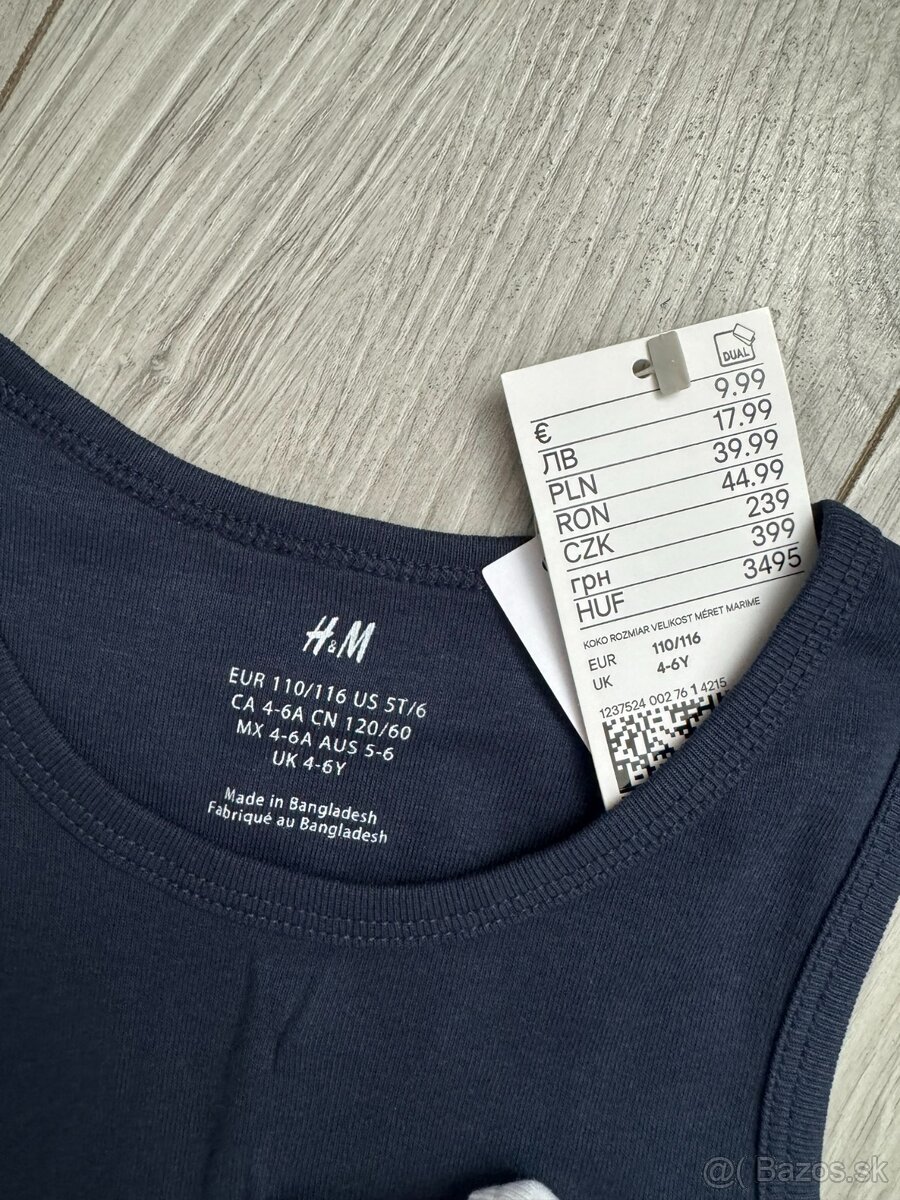 DUAL
€ 9.99
ЛВ 17.99
PLN 39.99
RON 44.99
CZK 239
грн 399
HUF 3495
KOKO ROZMIAR VELIKOST MÉRET MARIME
EUR 110/116
UK 4-6Y
1237524 002 76 1 4215
H&M
EUR 110/116 US 5T/6
CA 4-6A CN 120/60
MX 4-6A AUS 5-6
UK 4-6Y
Made in Bangladesh
Fabriqué au Bangladesh
@( Bazos.sk